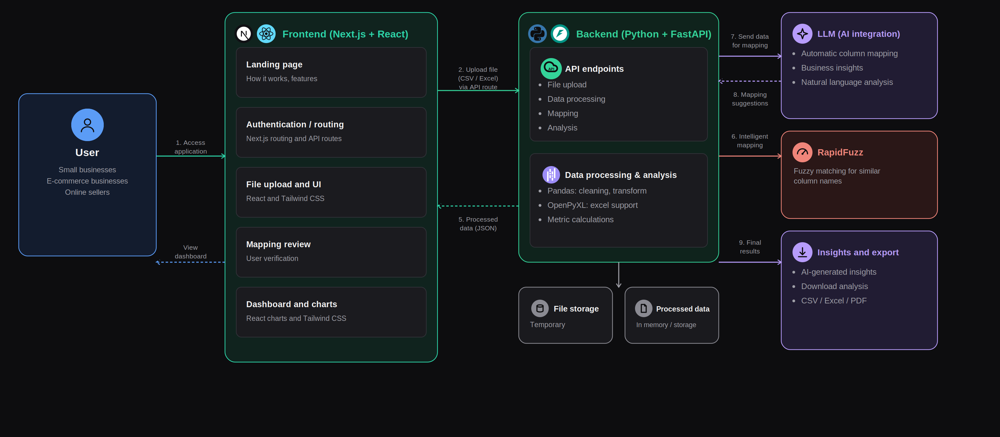 User
Small businesses
E-commerce businesses
Online sellers
1. Access
application
View
dashboard
N
Frontend (Next.js + React)
Landing page
How it works, features
Authentication / routing
Next.js routing and API routes
File upload and UI
React and Tailwind CSS
Mapping review
User verification
Dashboard and charts
React charts and Tailwind CSS
2. Upload file
(CSV / Excel)
via API route
5. Processed
data (JSON)
Backend (Python + FastAPI)
API
API endpoints
File upload
Data processing
Mapping
Analysis
Data processing & analysis
Pandas: cleaning, transform
OpenPyXL: excel support
Metric calculations
File storage
Temporary
Processed data
In memory / storage
7. Send data
for mapping
8. Mapping
suggestions
6. Intelligent
mapping
9. Final
results
LLM (AI integration)
Automatic column mapping
Business insights
Natural language analysis
RapidFuzz
Fuzzy matching for similar
column names
Insights and export
AI-generated insights
Download analysis
CSV / Excel / PDF